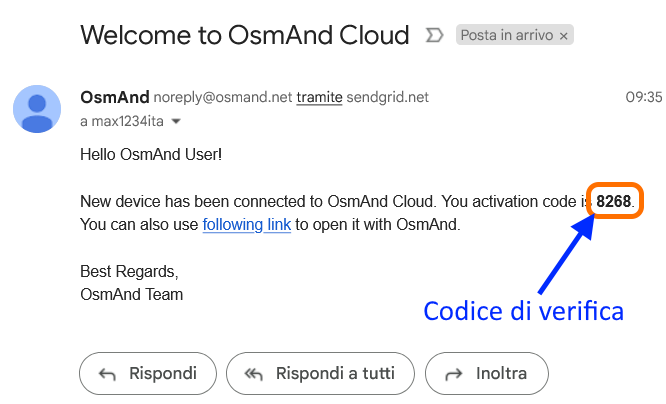 Welcome to OsmAnd Cloud Posta in arrivo ×
OsmAnd noreply@osmand.net tramite sendgrid.net 09:35
a max1234ita
Hello OsmAnd User!
New device has been connected to OsmAnd Cloud. You activation code is 8268.
You can also use following link to open it with OsmAnd.
Best Regards,
OsmAnd Team
Codice di verifica
Rispondi Rispondi a tutti Inoltra